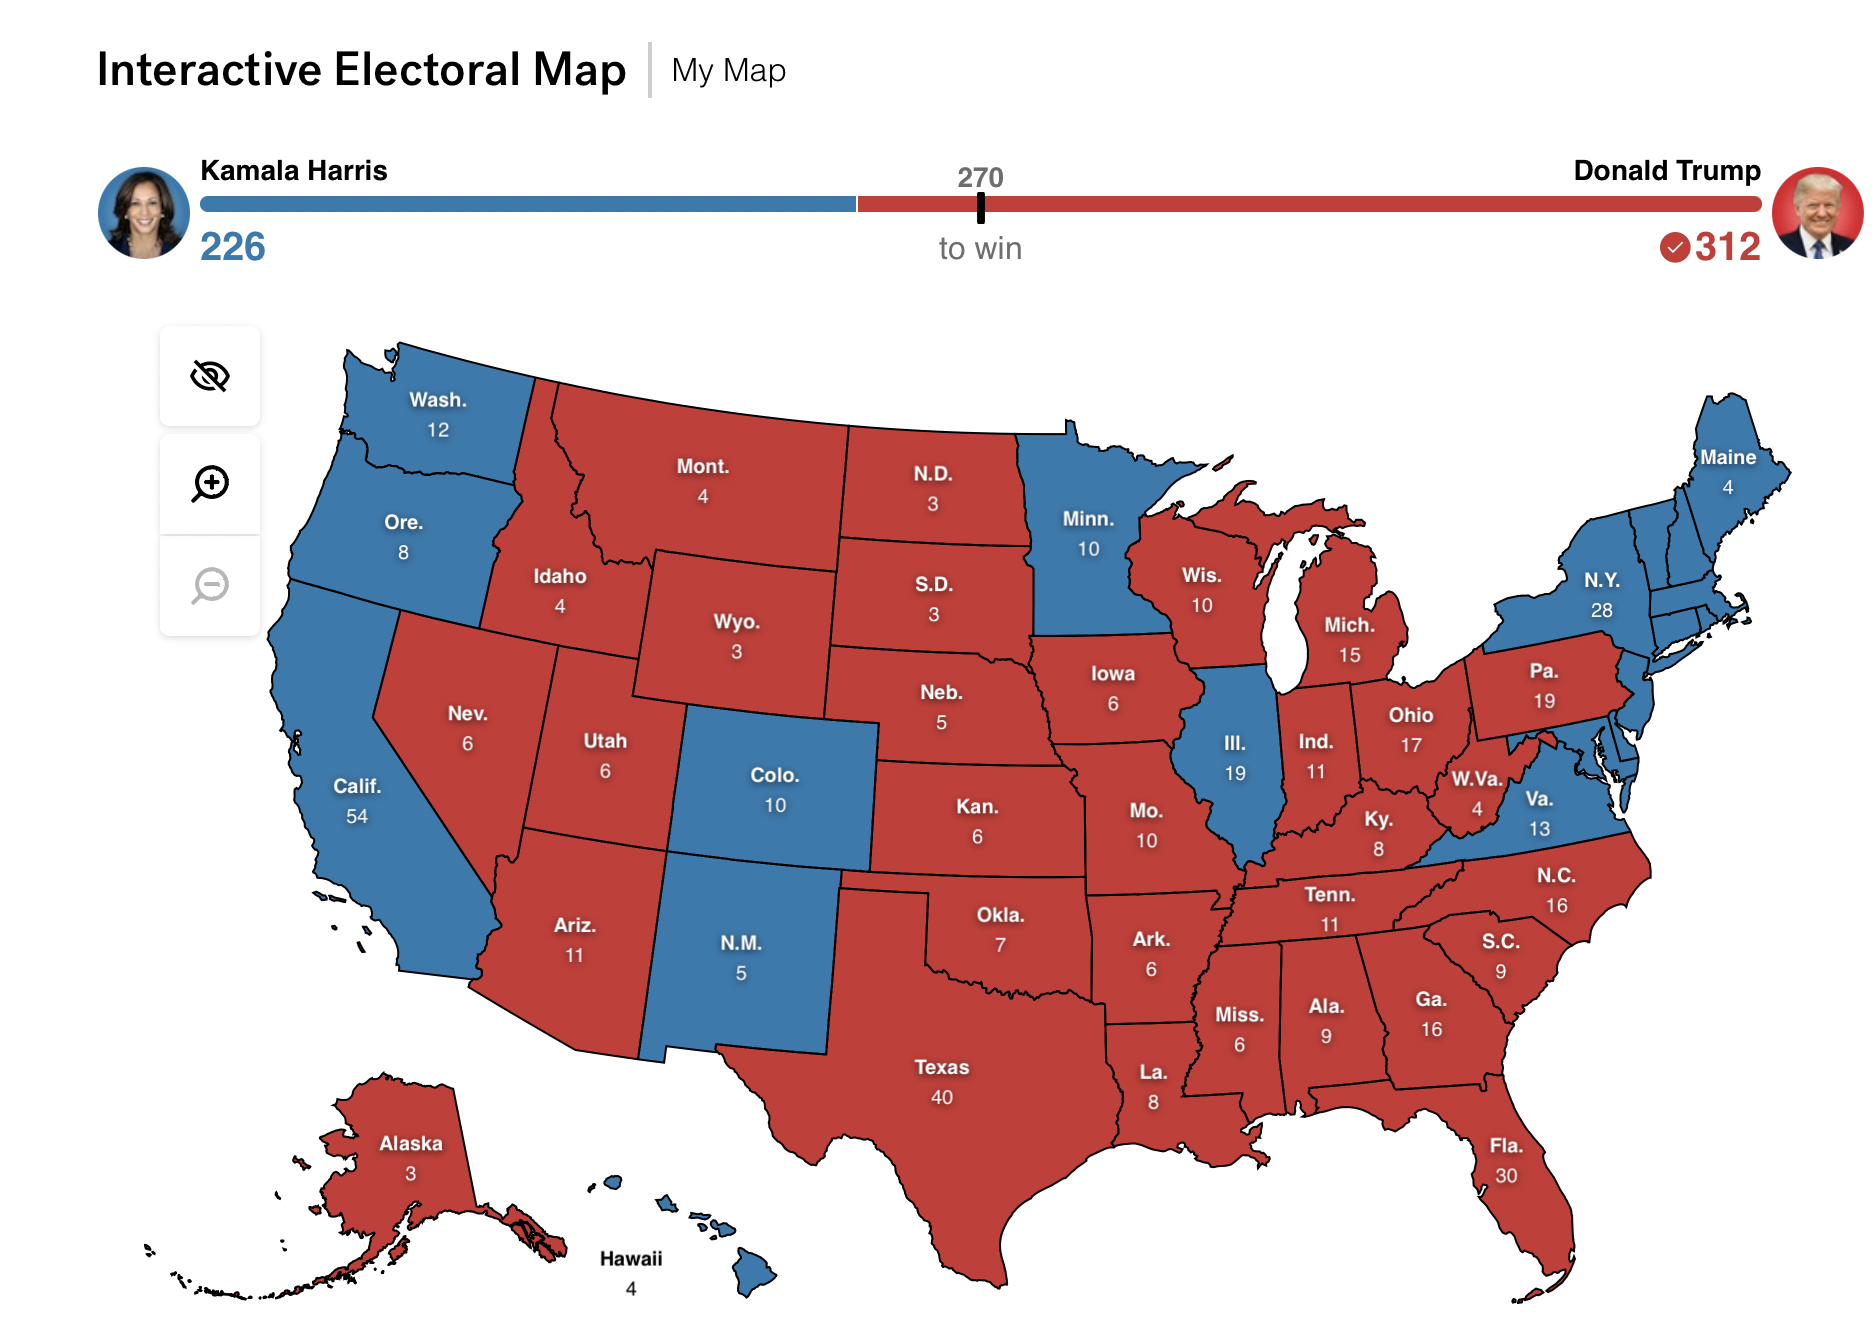 Interactive Electoral Map
My Map
Kamala Harris
270
Donald Trump
226
to win
312
Wash.
12
Maine
4
Mont.
4
N.D.
3
Minn.
10
Ore.
8
Idaho
4
S.D.
3
Wis.
10
N.Y.
28
Wyo.
3
Mich.
15
Iowa
6
Pa.
19
Neb.
5
Nev.
6
Utah
6
Ohio
17
Ill.
19
Ind.
11
Colo.
10
W.Va.
4
Calif.
54
Va.
13
Kan.
6
Mo.
10
Ky.
8
N.C.
16
Tenn.
11
Ariz.
11
N.M.
5
Okla.
7
Ark.
6
S.C.
9
Miss.
6
Ala.
9
Ga.
16
Texas
40
La.
8
Alaska
3
Fla.
30
Hawaii
4